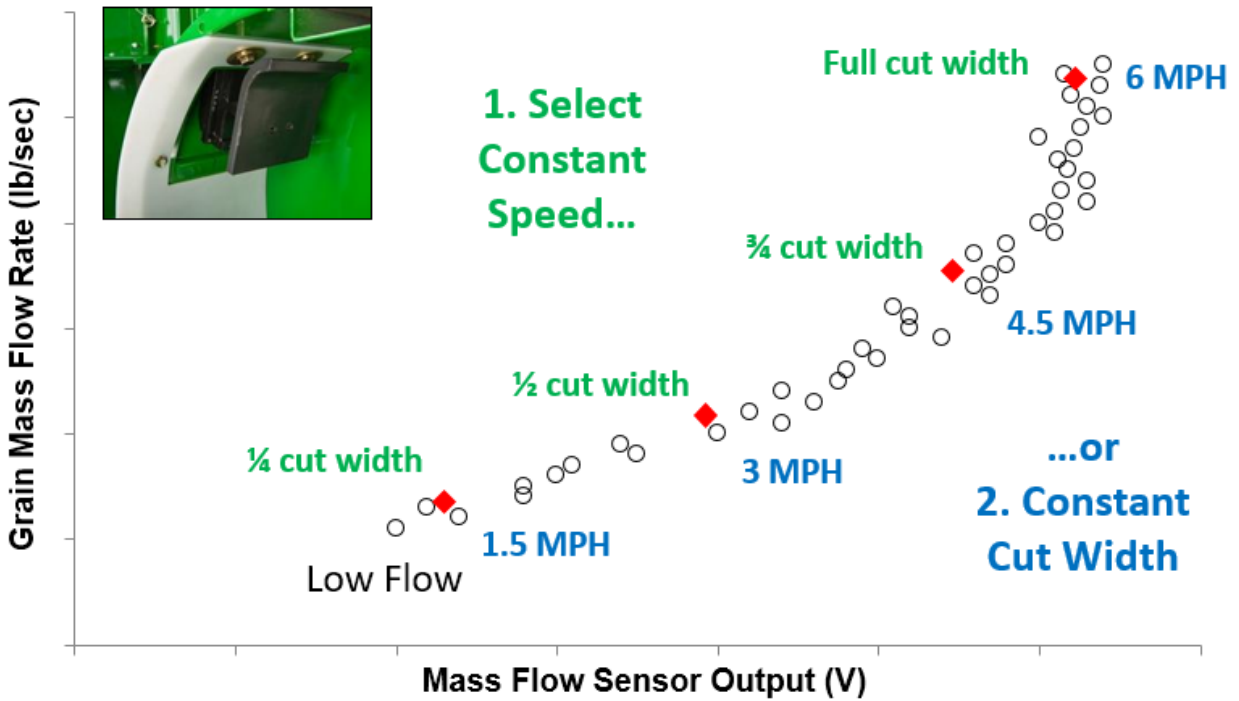 Full cut width
6 MPH
1. Select
Constant
Speed…
¾ cut width
4.5 MPH
½ cut width
3 MPH
…or
2. Constant
Cut Width
¼ cut width
1.5 MPH
Low Flow
Grain Mass Flow Rate (lb/sec)
Mass Flow Sensor Output (V)